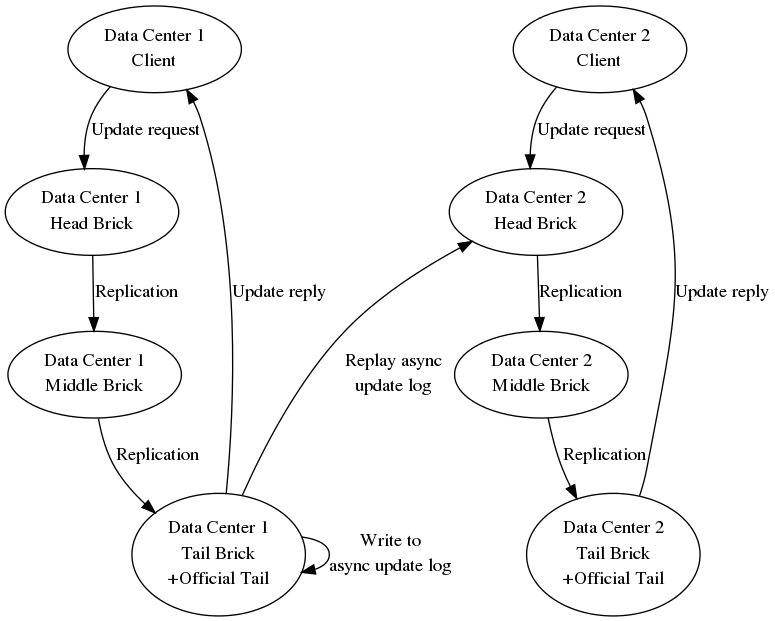 Data Center 1
Client
Data Center 2
Client
Update request
Update request
Data Center 1
Head Brick
Data Center 2
Head Brick
Replication
Update reply
Replication
Update reply
Data Center 1
Middle Brick
Replay async
update log
Data Center 2
Middle Brick
Replication
Replication
Data Center 1
Tail Brick
+Official Tail
Write to
async update log
Data Center 2
Tail Brick
+Official Tail